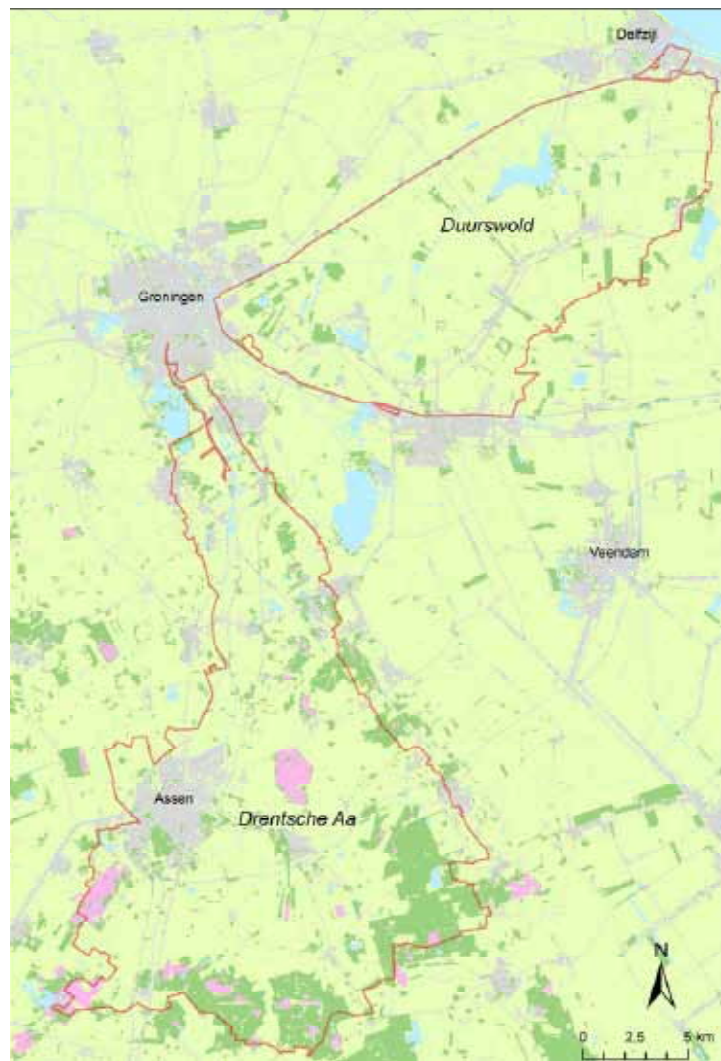 Delfzijl
Duurswold
Groningen
Veendam
Assen
Drentsche Aa
N
0 2.5 5 km